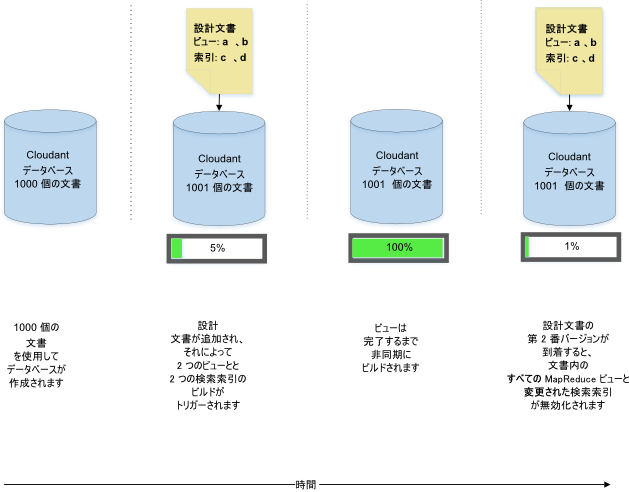 設計文書
ビュー: a 、b
索引: c 、d
設計文書
ビュー: a 、b
索引: c 、d
Cloudant
データベース
1000 個の文書
Cloudant
データベース
1001 個の文書
Cloudant
データベース
1001 個の文書
Cloudant
データベース
1001 個の文書
5%
100%
1%
1000 個の
文書
を使用して
データベースが
作成されます
設計
文書が追加され、
それによって
2 つのビューとと
2 つの検索索引の
ビルドが
トリガーされます
ビューは
完了するまで
非同期に
ビルドされます
設計文書の
第 2 番バージョンが
到着すると、
文書内の
すべての MapReduce ビューと
変更された検索索引
が無効化されます
時間